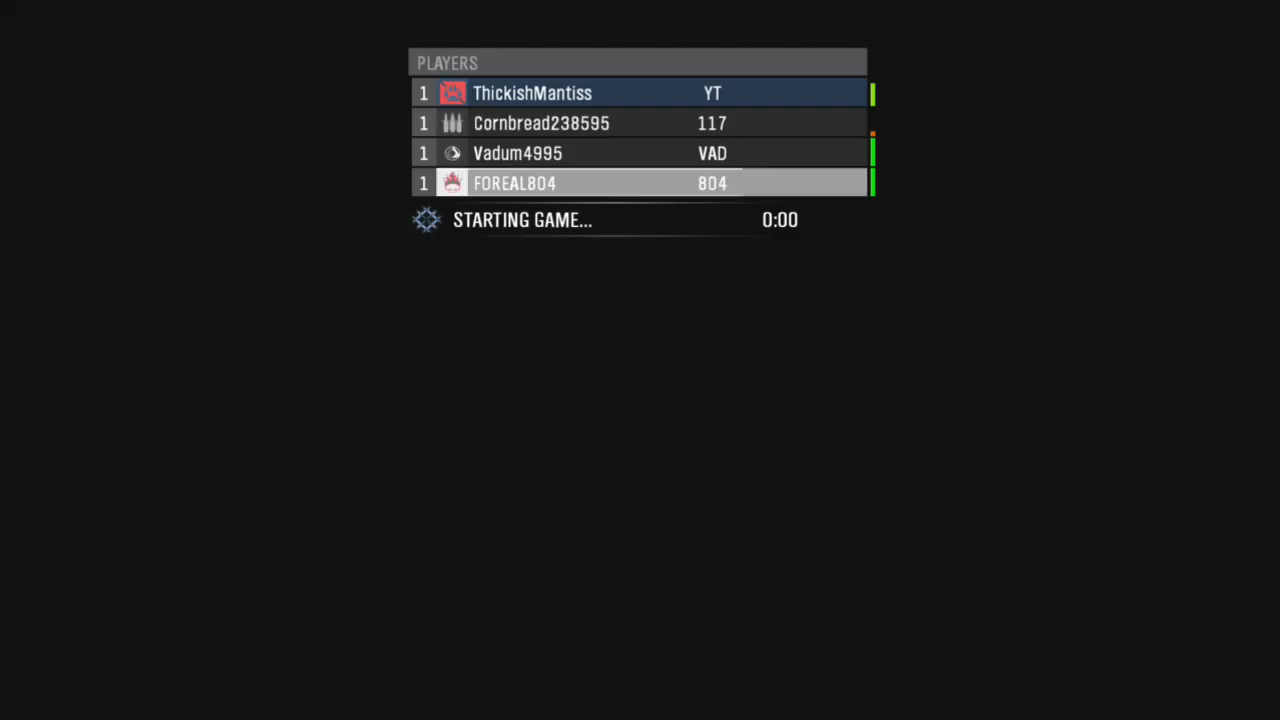 PLAYERS
1 ThickishMantiss YT
1 Cornbread238595 117
1 Vadum4995 VAD
1 FOREAL804 804
STARTING GAME... 0:00